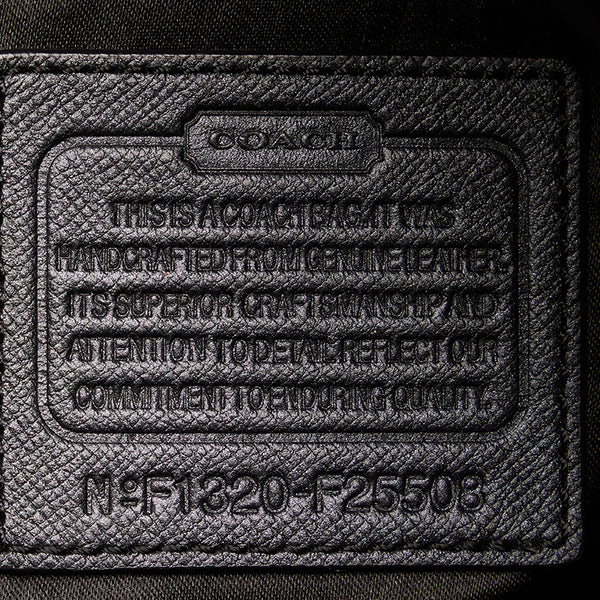 COACH
THIS IS A COACH BAG. IT WAS
HANDCRAFTED FROM GENUINE LEATHER.
ITS SUPERIOR CRAFTSMANSHIP AND
ATTENTION TO DETAIL REFLECT OUR
COMMITMENT TO ENDURING QUALITY.
Nº F1320-F25508